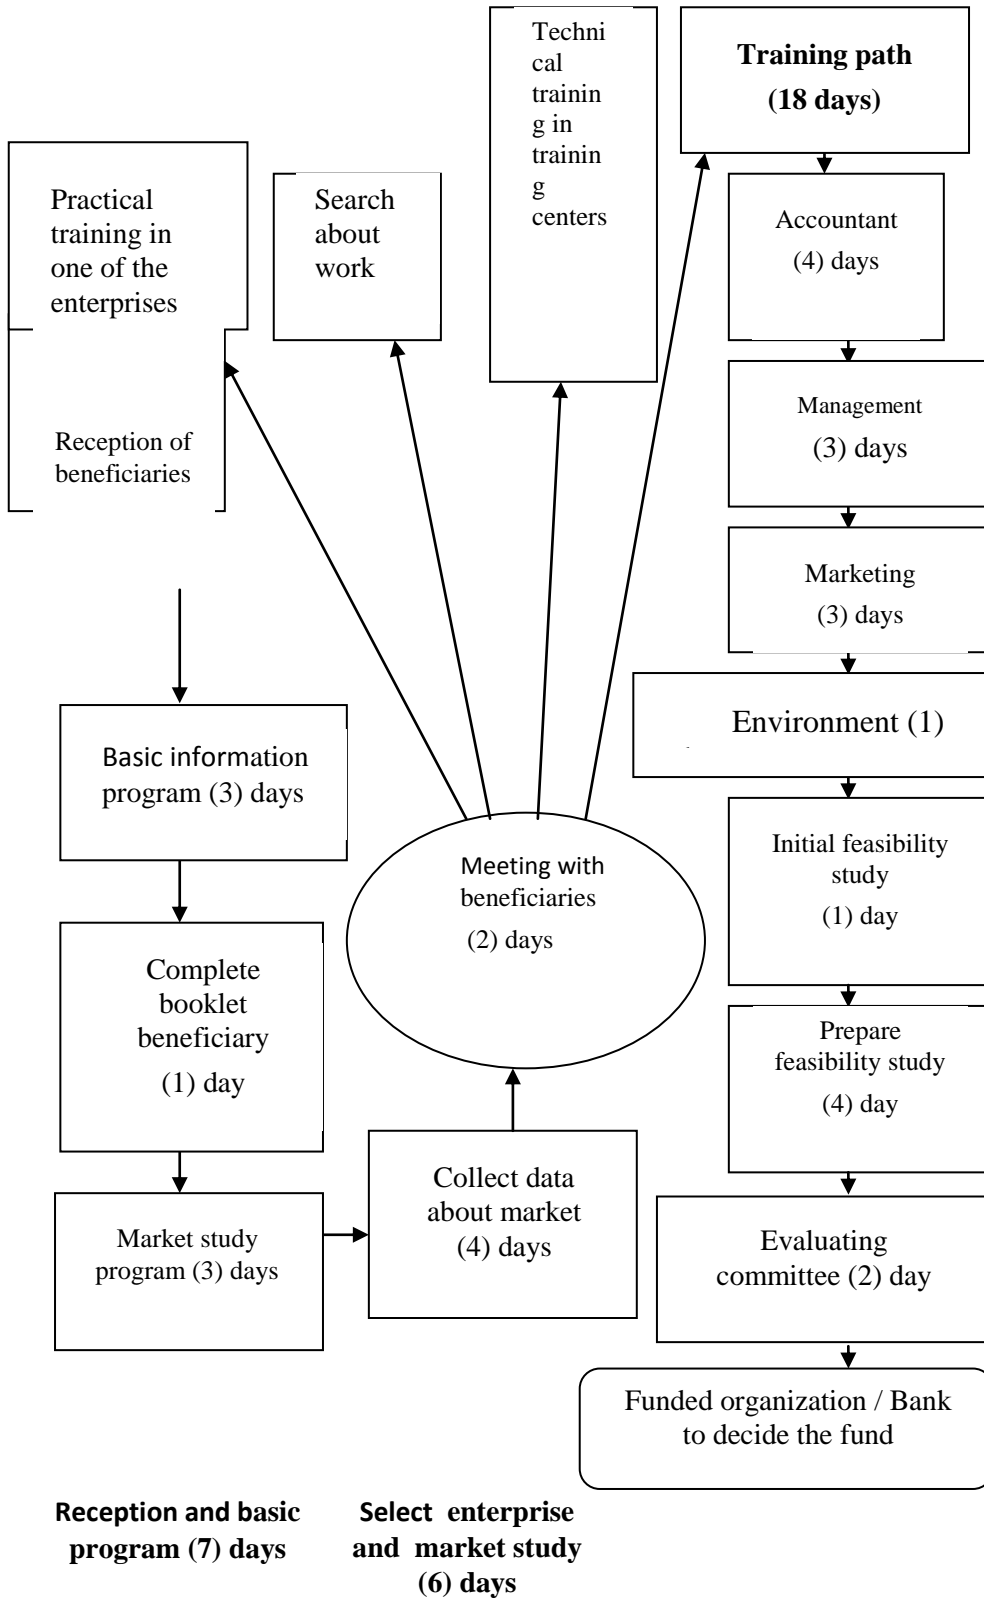 Techni
cal
trainin
g in
trainin
g
centers
Training path
(18 days)
Practical
training in
one of the
enterprises
Search
about
work
Accountant
(4) days
Management
(3) days
Reception of
beneficiaries
Marketing
(3) days
Environment (1)
Basic information
program (3) days
Meeting with
beneficiaries
(2) days
Initial feasibility
study
(1) day
Complete
booklet
beneficiary
(1) day
Prepare
feasibility study
(4) day
Collect data
about market
(4) days
Market study
program (3) days
Evaluating
committee (2) day
Funded organization / Bank
to decide the fund
Reception and basic
program (7) days
Select enterprise
and market study
(6) days